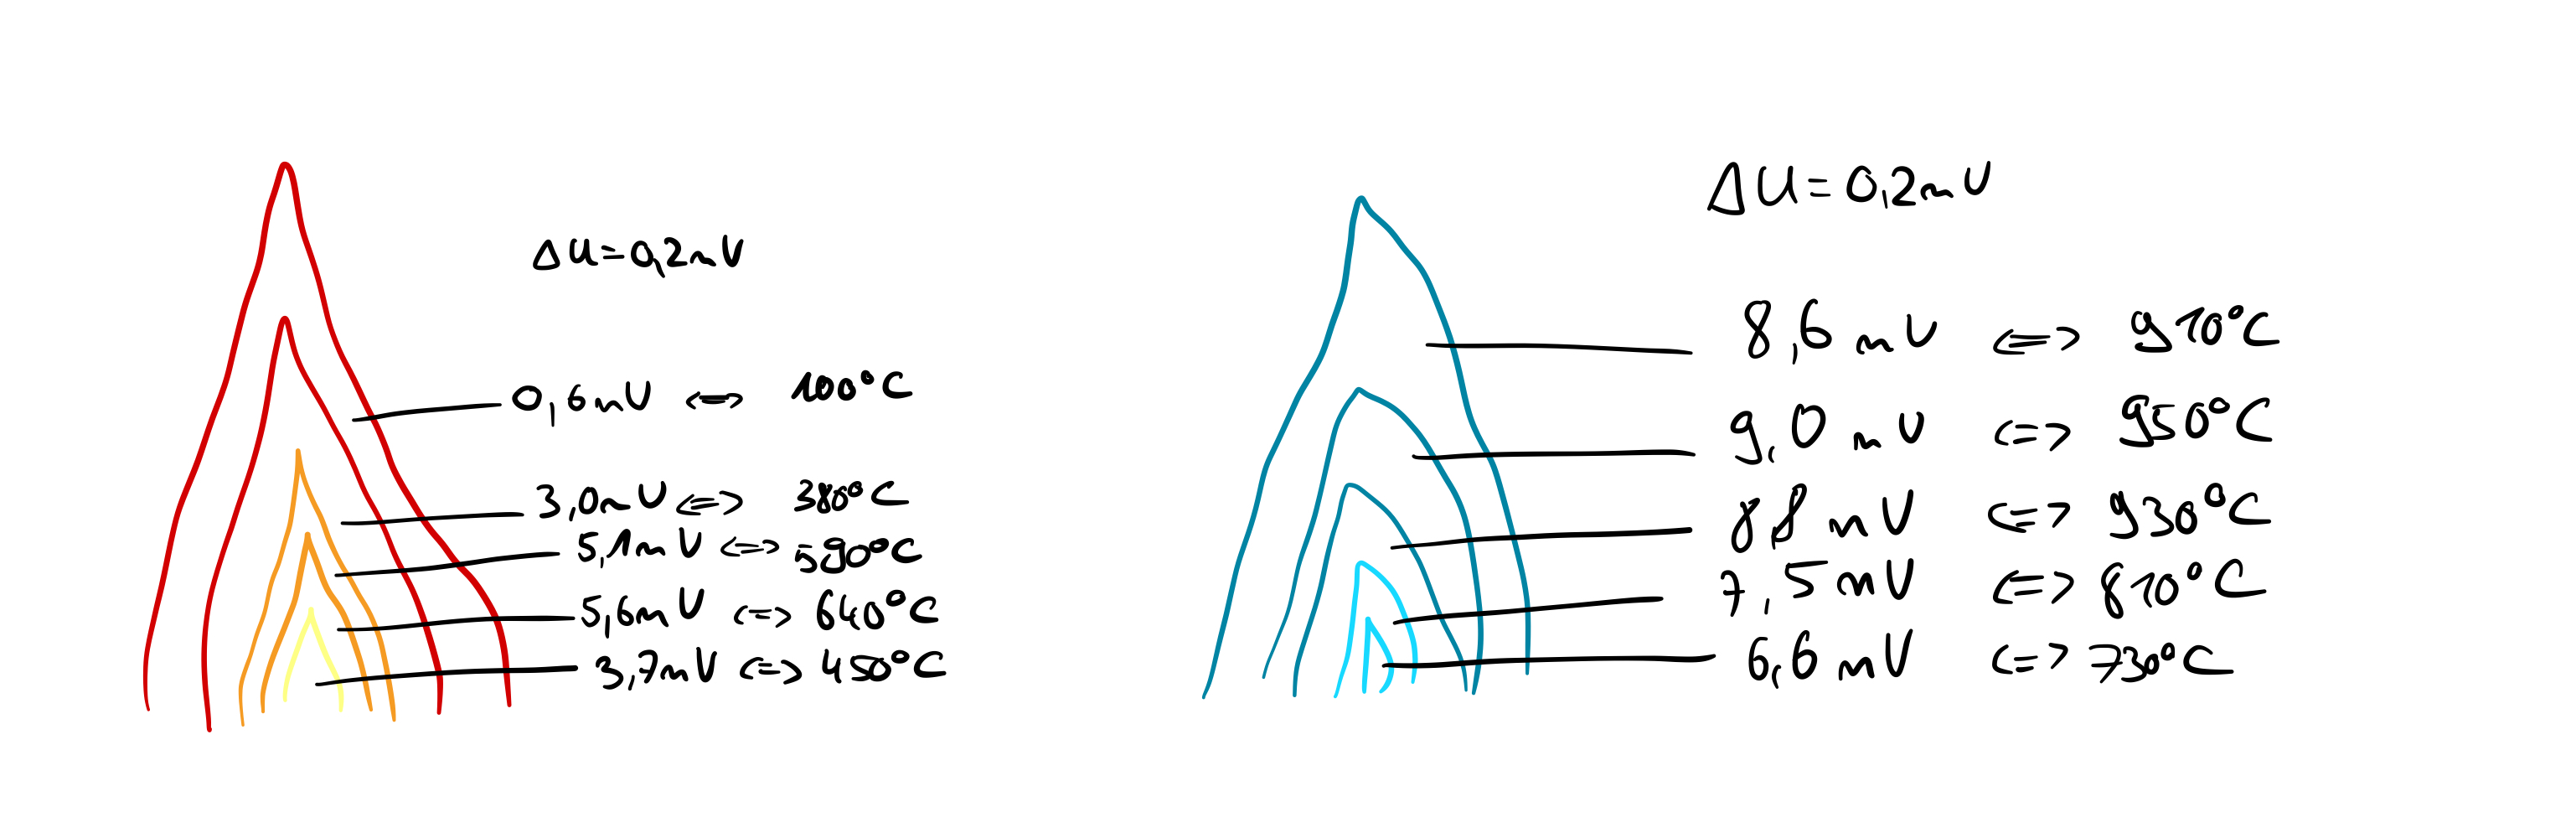 ΔU=0,2mV
0,6mV <=> 100°C
3,0mV <=> 380°C
5,1mV <=> 590°C
5,6mV <=> 640°C
3,7mV <=> 450°C
ΔU=0,2mV
8,6mV <=> 910°C
9,0mV <=> 950°C
8,8mV <=> 930°C
7,5mV <=> 810°C
6,6mV <=> 730°C